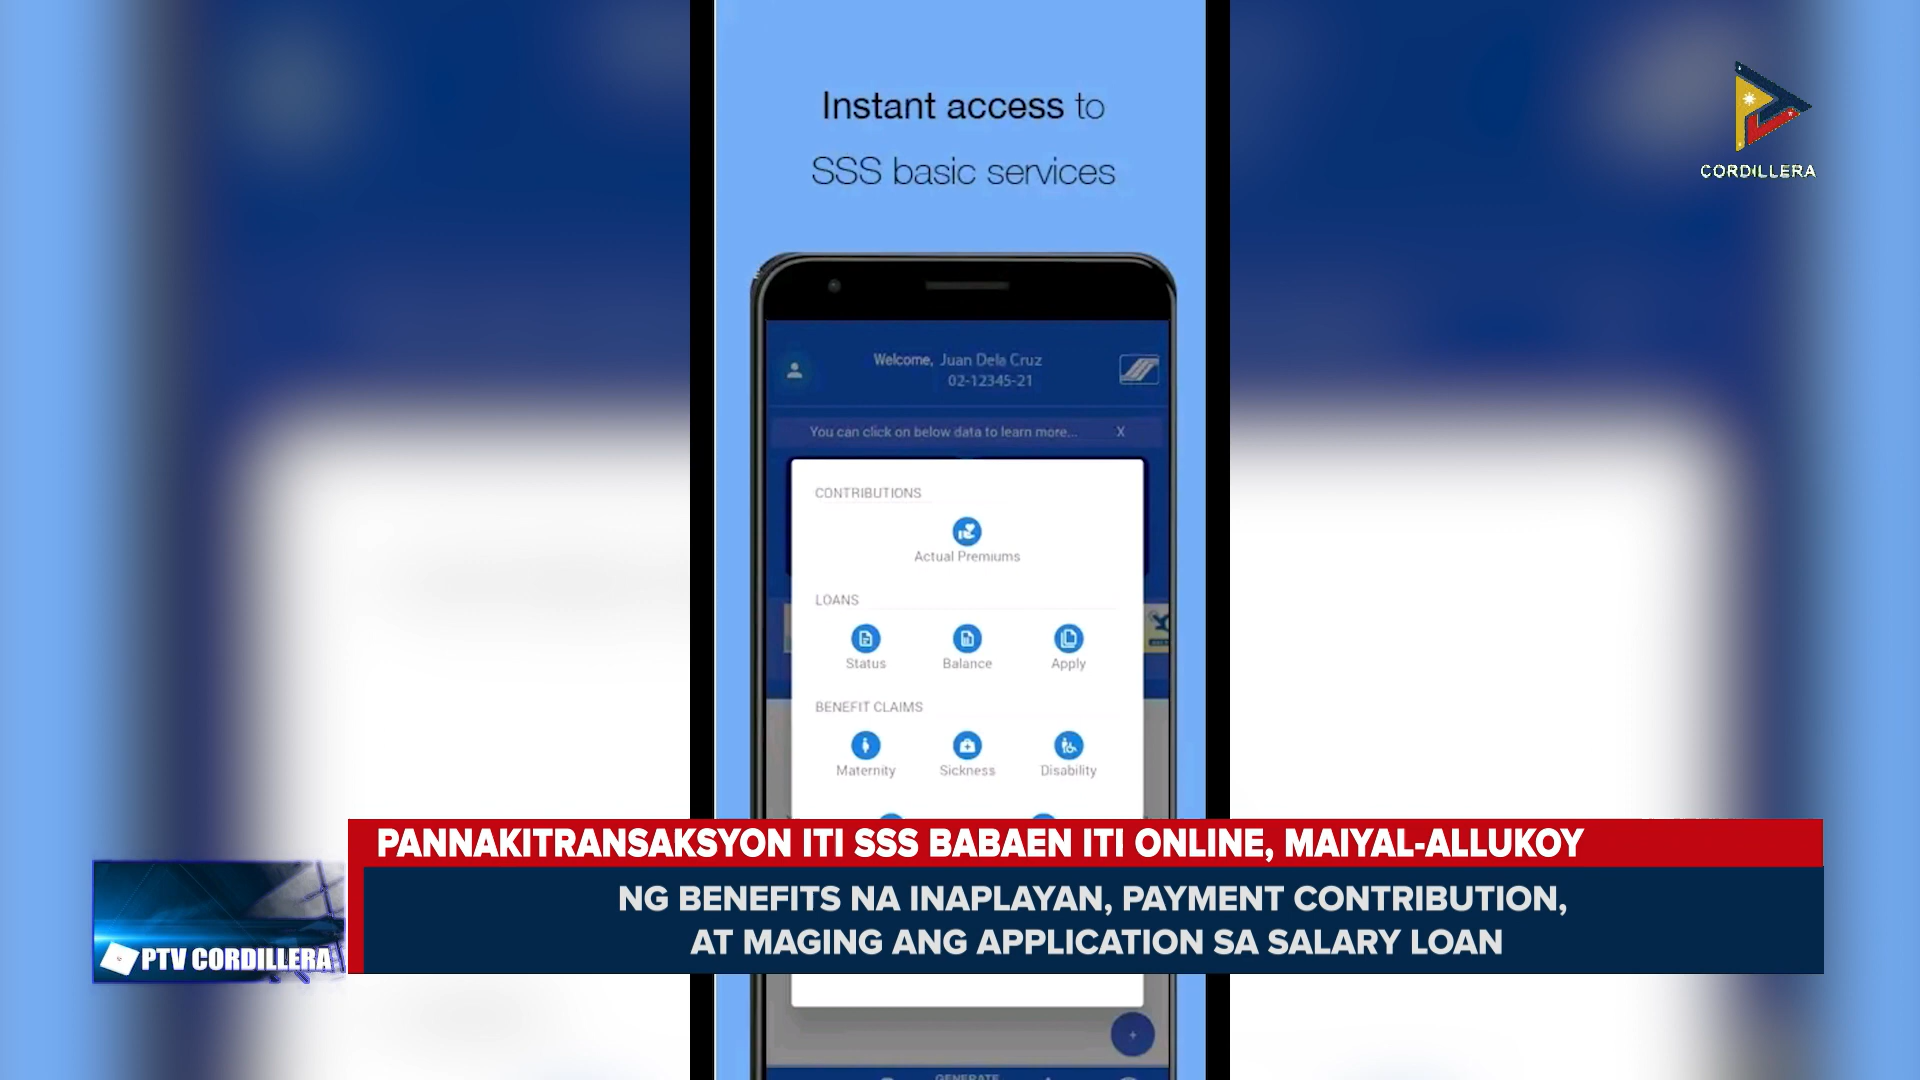 Instant access to
SSS basic services
CORDILLERA
Welcome, Juan Dela Cruz
02-12345-21
You can click on below data to learn more... X
CONTRIBUTIONS
Actual Premiums
LOANS
Status Balance Apply
BENEFIT CLAIMS
Maternity Sickness Disability
PANNAKITRANSAKSYON ITI SSS BABAEN ITI ONLINE, MAIYAL-ALLUKOY
NG BENEFITS NA INAPLAYAN, PAYMENT CONTRIBUTION,
AT MAGING ANG APPLICATION SA SALARY LOAN
PTV CORDILLERA
GENERATE